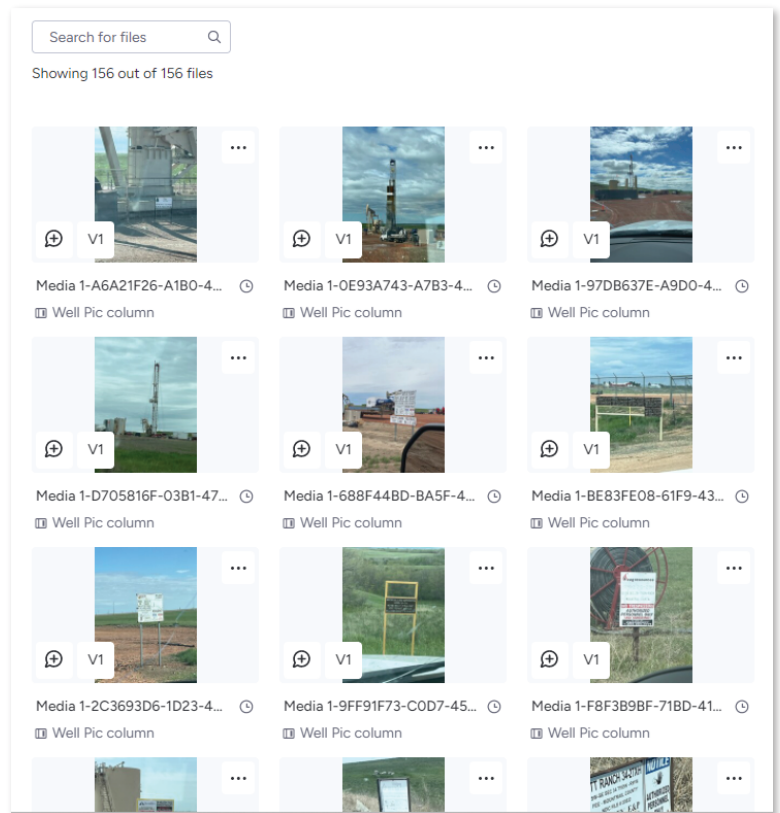 Search for files
Showing 156 out of 156 files
V1
V1
V1
Media 1-A6A21F26-A1B0-4...
Media 1-0E93A743-A7B3-4...
Media 1-97DB637E-A9D0-4...
Well Pic column
Well Pic column
Well Pic column
V1
V1
V1
Media 1-D705816F-03B1-47...
Media 1-688F44BD-BA5F-4...
Media 1-BE83FE08-61F9-43...
Well Pic column
Well Pic column
Well Pic column
V1
V1
V1
Media 1-2C3693D6-1D23-4...
Media 1-9FF91F73-C0D7-45...
Media 1-F8F3B9BF-71BD-41...
Well Pic column
Well Pic column
Well Pic column
NOTICE
AUTHORIZED
PERSONNEL